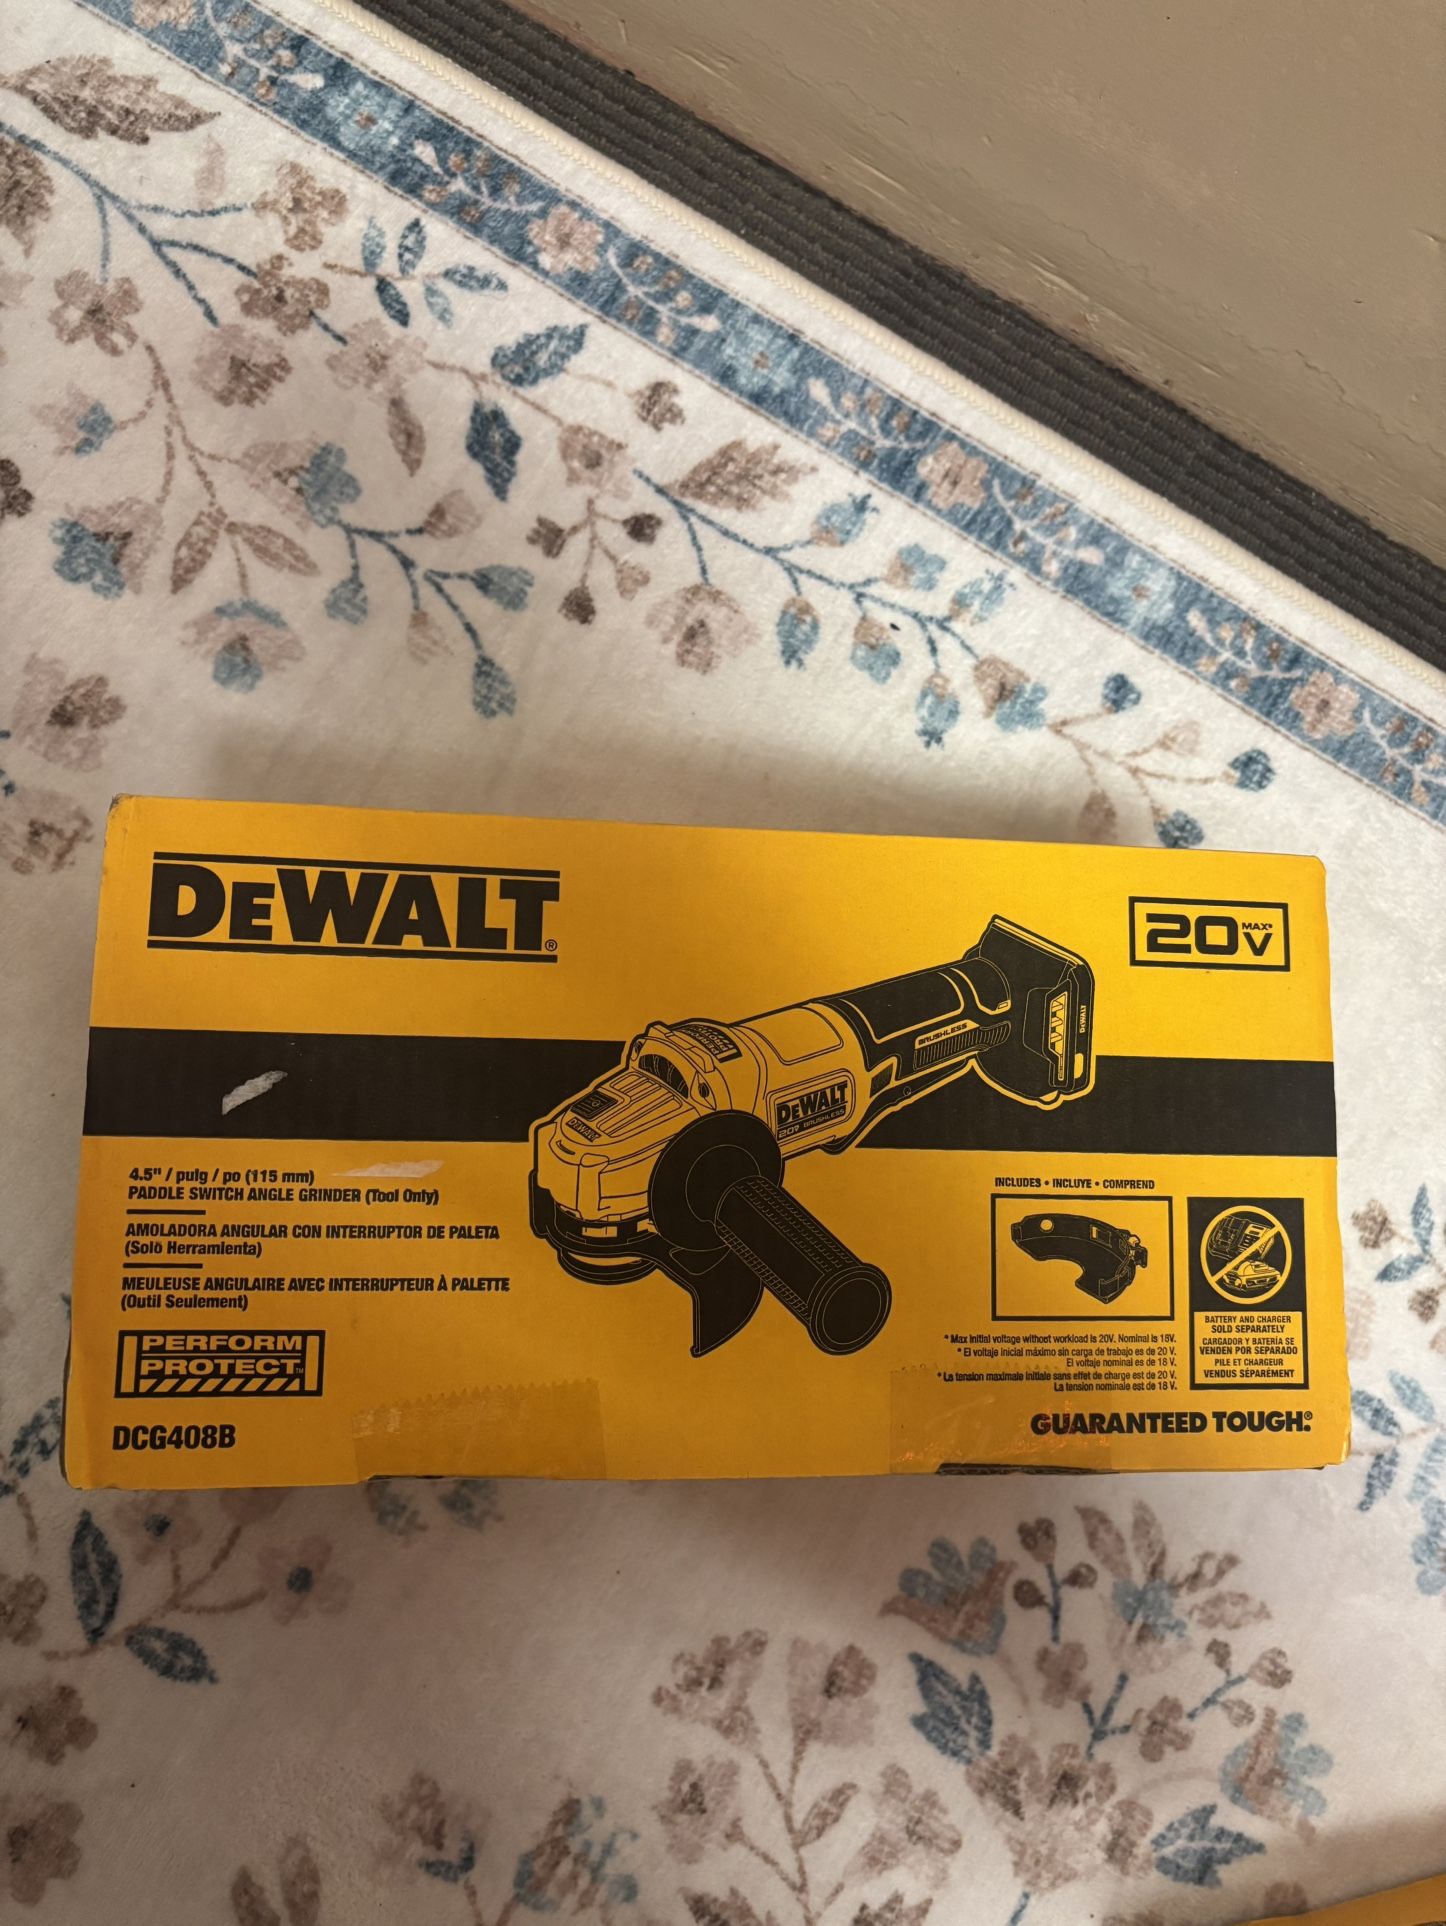 DEWALT®
20V MAX*
PERFORM
PROTECT
BRUSHLESS
DEWALT
DEWALT
DEWALT
20V BRUSHLESS
4.5" / pulg / po (115 mm)
PADDLE SWITCH ANGLE GRINDER (Tool Only)
AMOLADORA ANGULAR CON INTERRUPTOR DE PALETA
(Solo Herramienta)
MEULEUSE ANGULAIRE AVEC INTERRUPTEUR À PALETTE
(Outil Seulement)
PERFORM
PROTECT™
DCG408B
INCLUDES • INCLUYE • COMPREND
BATTERY AND CHARGER
SOLD SEPARATELY
CARGADOR Y BATERÍA SE
VENDEN POR SEPARADO
PILE ET CHARGEUR
VENDUS SÉPARÉMENT
* Max initial voltage without workload is 20V. Nominal is 18V.
* El voltaje inicial máximo sin carga de trabajo es de 20 V.
El voltaje nominal es de 18 V.
* La tension maximale initiale sans effet de charge est de 20 V.
La tension nominale est de 18 V.
GUARANTEED TOUGH.®